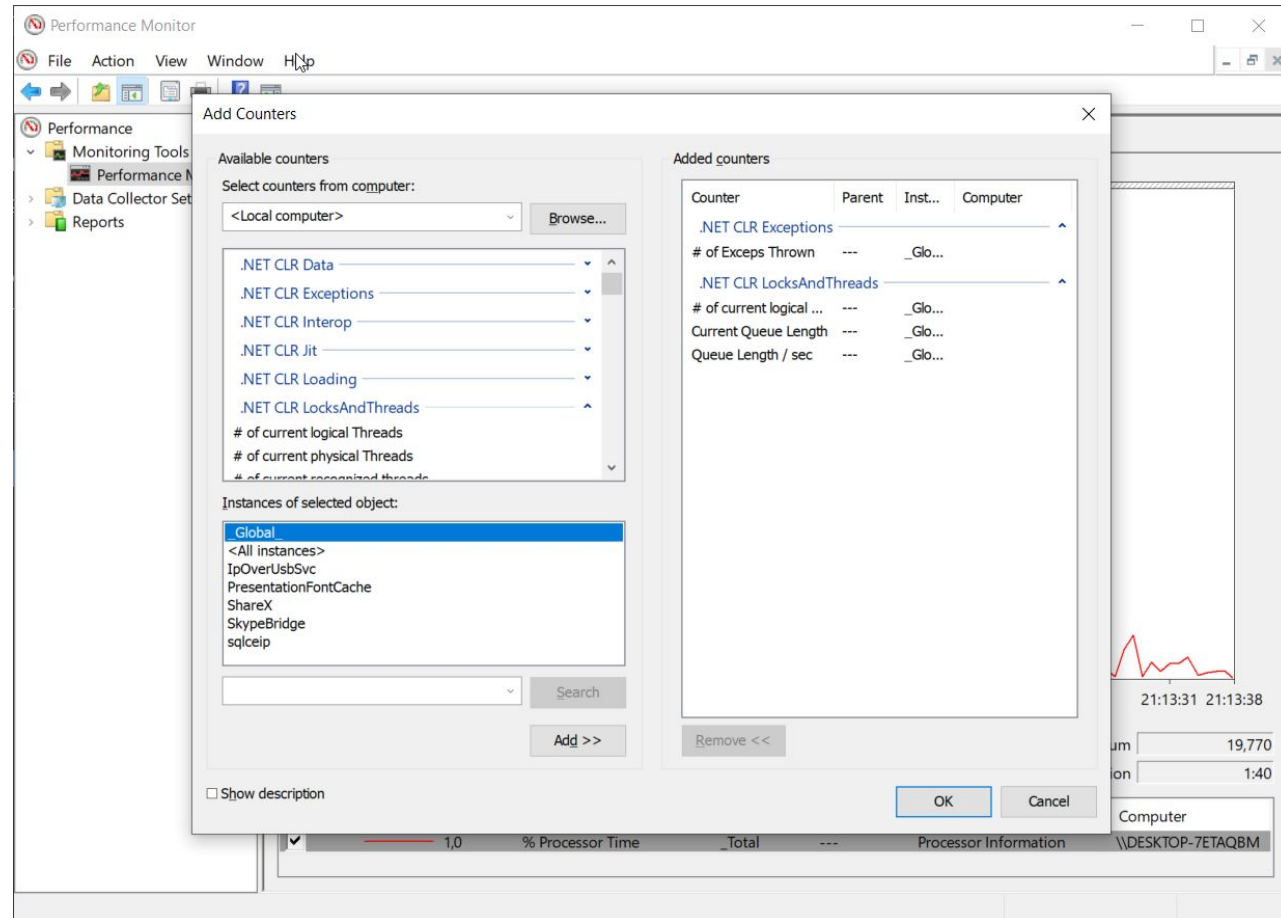 Performance Monitor
File Action View Window Help
Add Counters
Performance
Monitoring Tools
Performance M
Data Collector Set
Reports
Available counters
Select counters from computer:
<Local computer>
Browse...
.NET CLR Data
.NET CLR Exceptions
.NET CLR Interop
.NET CLR Jit
.NET CLR Loading
.NET CLR LocksAndThreads
# of current logical Threads
# of current physical Threads
# of current recognized threads
Instances of selected object:
_Global_
<All instances>
IpOverUsbSvc
PresentationFontCache
ShareX
SkypeBridge
sqlceip
Search
Add >>
Show description
Added counters
Counter Parent Inst... Computer
.NET CLR Exceptions
# of Exceps Thrown --- _Glo...
.NET CLR LocksAndThreads
# of current logical ... --- _Glo...
Current Queue Length --- _Glo...
Queue Length / sec --- _Glo...
Remove <<
OK Cancel
21:13:31 21:13:38
um 19,770
ion 1:40
Computer
1,0 % Processor Time _Total --- Processor Information \\DESKTOP-7ETAQBM